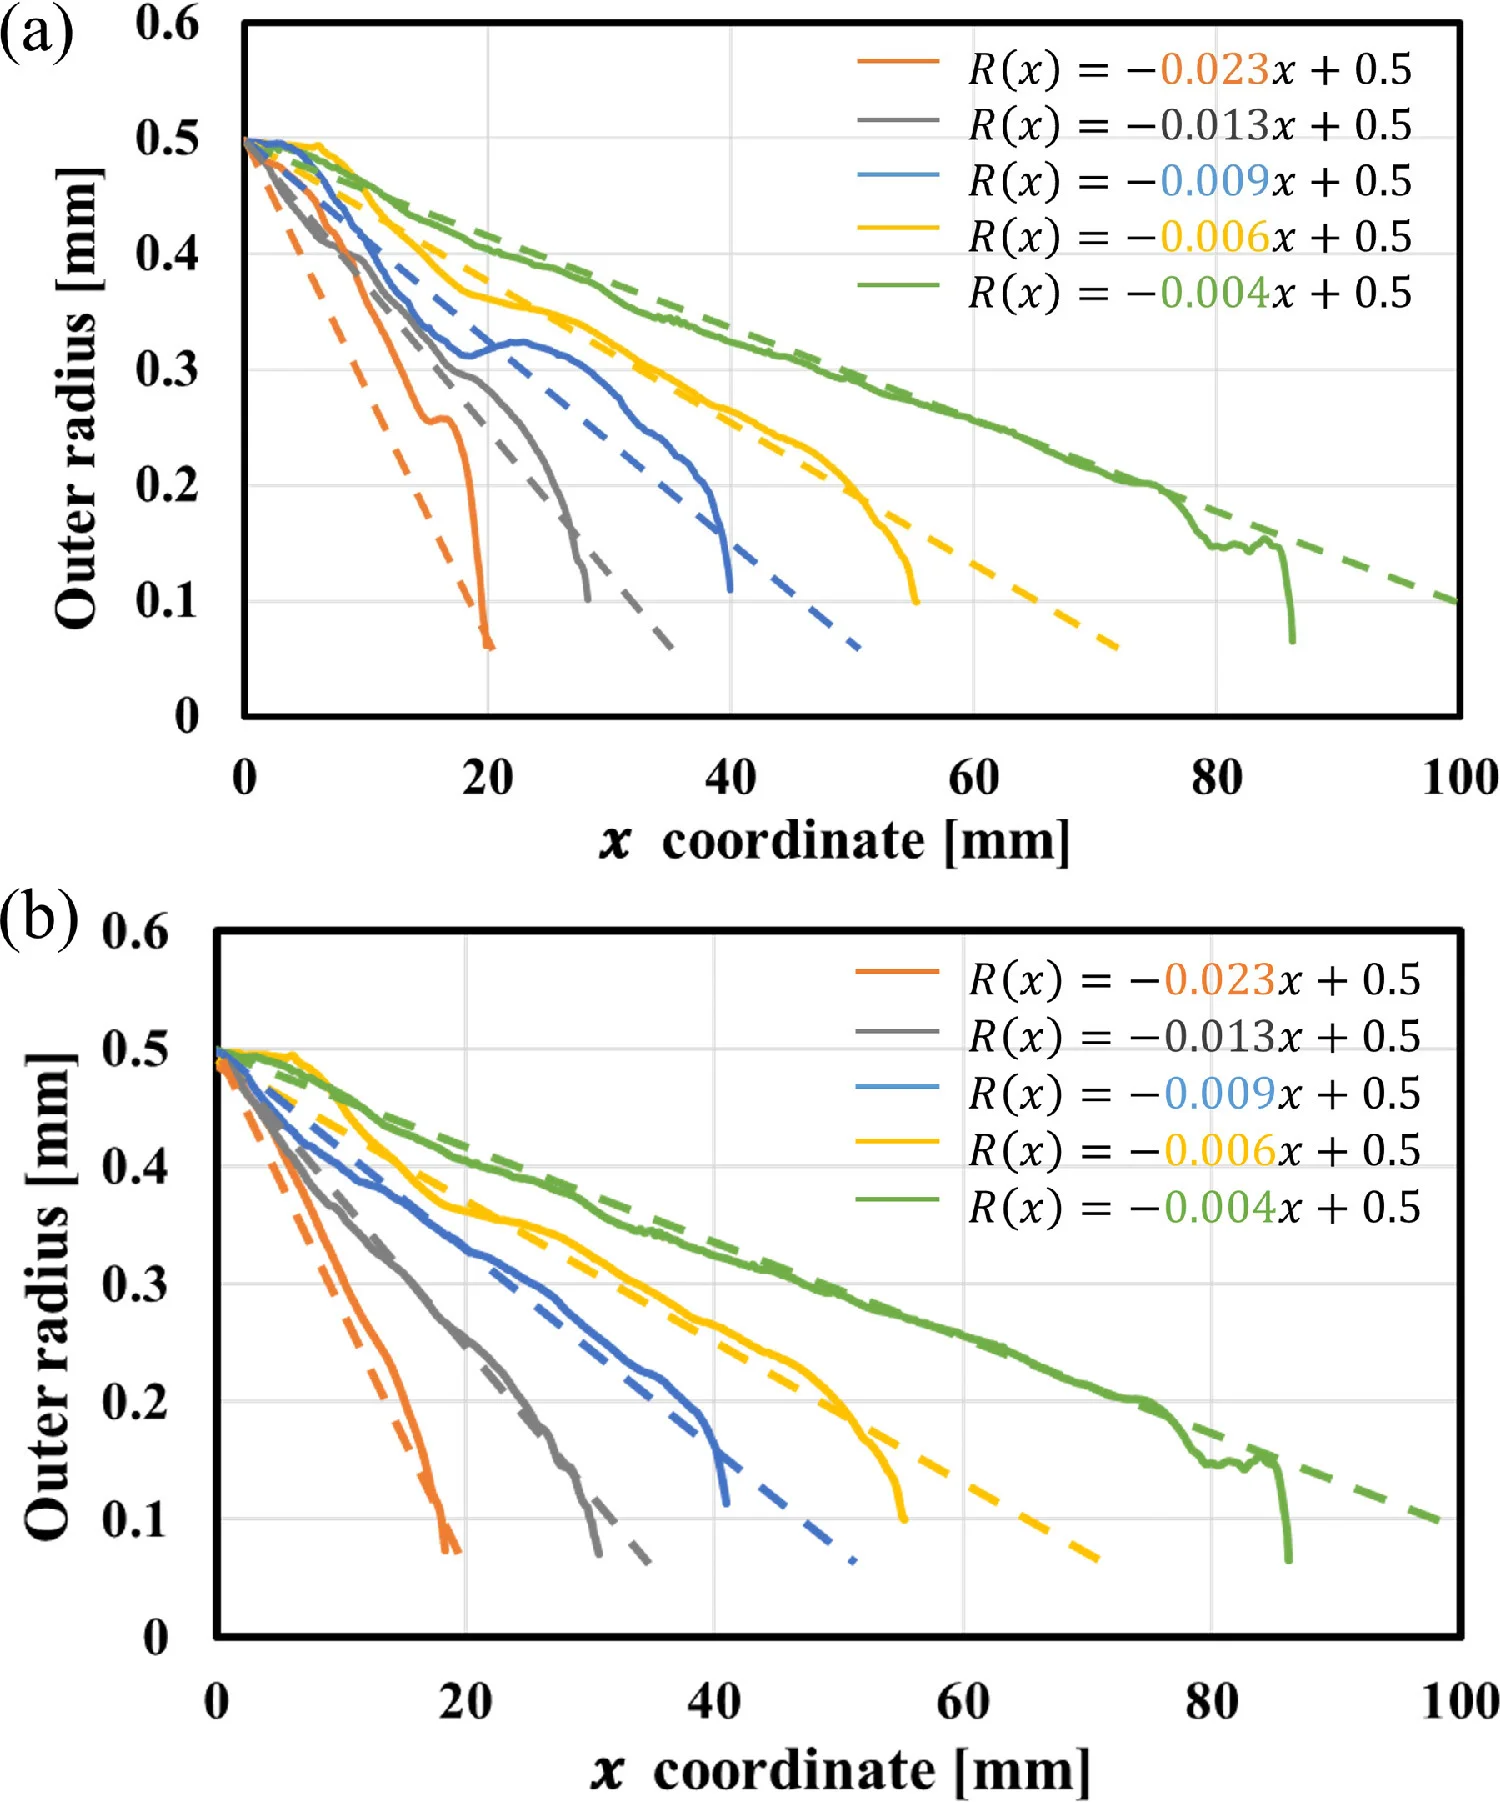 (a)
0.6
0.5
0.4
0.3
0.2
0.1
0
Outer radius [mm]
R(x) = −0.023x + 0.5
R(x) = −0.013x + 0.5
R(x) = −0.009x + 0.5
R(x) = −0.006x + 0.5
R(x) = −0.004x + 0.5
0 20 40 60 80 100
x coordinate [mm]
(b)
0.6
0.5
0.4
0.3
0.2
0.1
0
Outer radius [mm]
R(x) = −0.023x + 0.5
R(x) = −0.013x + 0.5
R(x) = −0.009x + 0.5
R(x) = −0.006x + 0.5
R(x) = −0.004x + 0.5
0 20 40 60 80 100
x coordinate [mm]